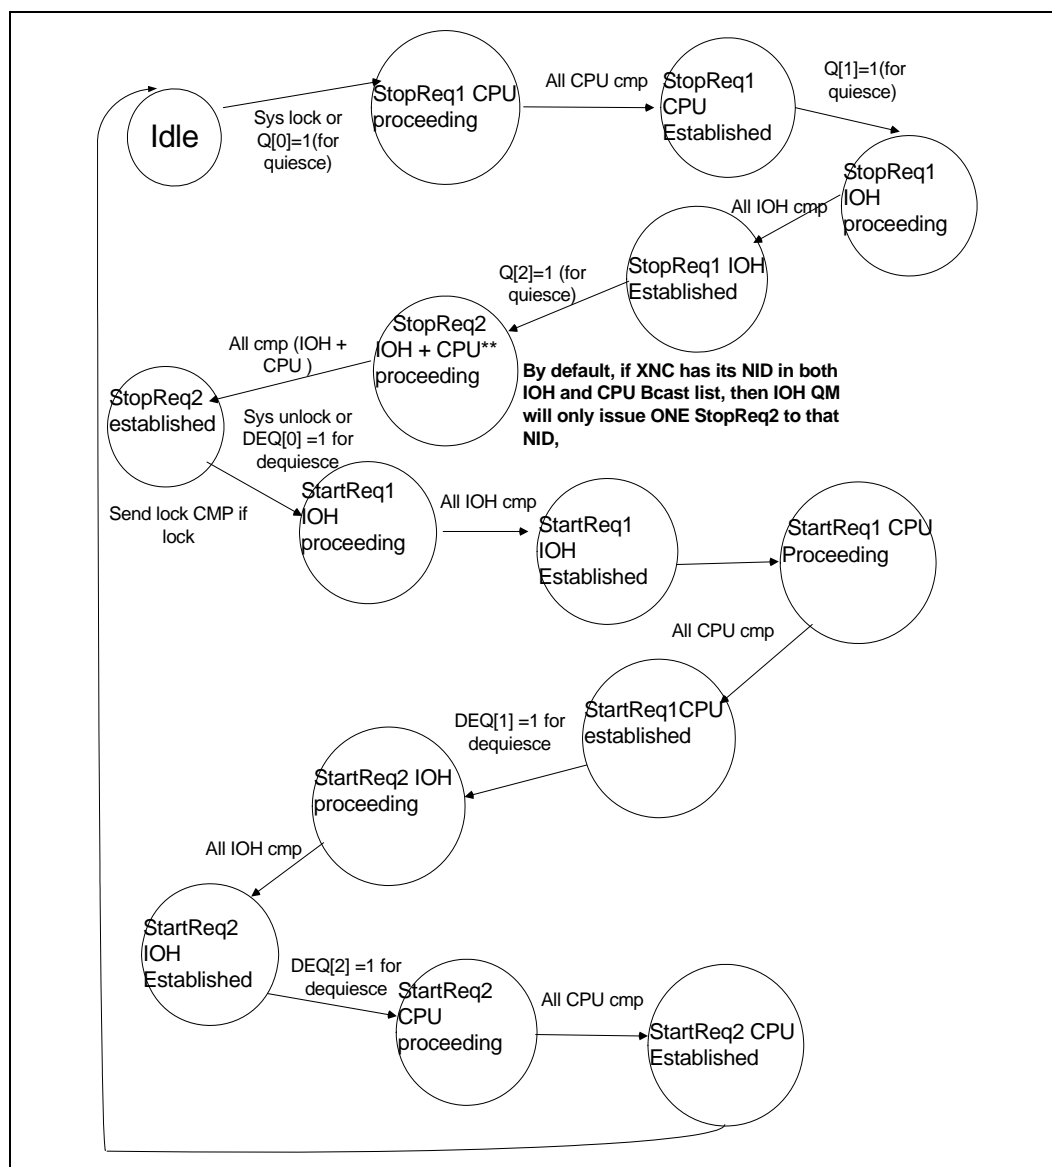 Idle
Sys lock or
Q[0]=1(for
quiesce)
StopReq1 CPU
proceeding
All CPU cmp
StopReq1
CPU
Established
Q[1]=1(for
quiesce)
StopReq1
IOH
proceeding
All IOH cmp
StopReq1 IOH
Established
Q[2]=1 (for
quiesce)
StopReq2
IOH + CPU**
proceeding
By default, if XNC has its NID in both
IOH and CPU Bcast list, then IOH QM
will only issue ONE StopReq2 to that
NID,
All cmp (IOH +
CPU )
StopReq2
established
Sys unlock or
DEQ[0] =1 for
dequiesce
Send lock CMP if
lock
StartReq1
IOH
proceeding
All IOH cmp
StartReq1
IOH
Established
StartReq1 CPU
Proceeding
All CPU cmp
StartReq1CPU
established
DEQ[1] =1 for
dequiesce
StartReq2 IOH
proceeding
All IOH cmp
StartReq2
IOH
Established
DEQ[2] =1 for
dequiesce
StartReq2
CPU
proceeding
All CPU cmp
StartReq2 CPU
Established